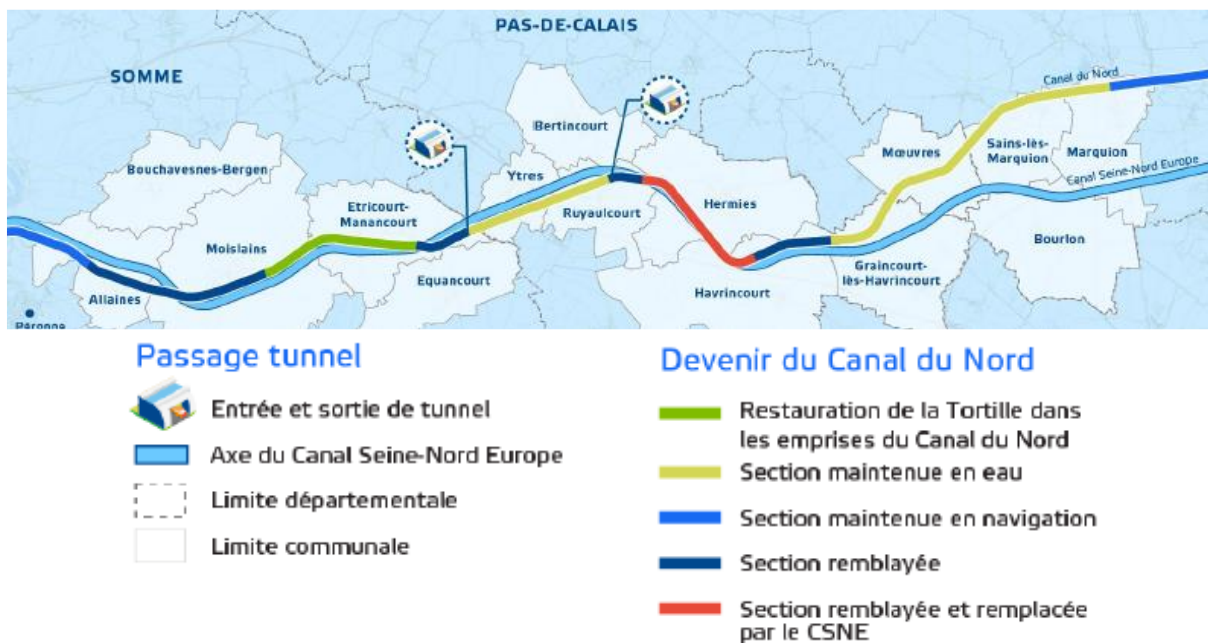 PAS-DE-CALAIS
SOMME
Canal du Nord
Bertincourt
Mœuvres
Sains-lès-
Marquion
Marquion
Bouchavesnes-Bergen
Ytres
Canal Seine-Nord Europe
Etricourt-
Manancourt
Ruyaulcourt
Hermies
Moislains
Bourlon
Equancourt
Graincourt-
lès-Havrincourt
Allaines
Havrincourt
Péronne
Passage tunnel
Entrée et sortie de tunnel
Axe du Canal Seine-Nord Europe
Limite départementale
Limite communale
Devenir du Canal du Nord
Restauration de la Tortille dans
les emprises du Canal du Nord
Section maintenue en eau
Section maintenue en navigation
Section remblayée
Section remblayée et remplacée
par le CSNE